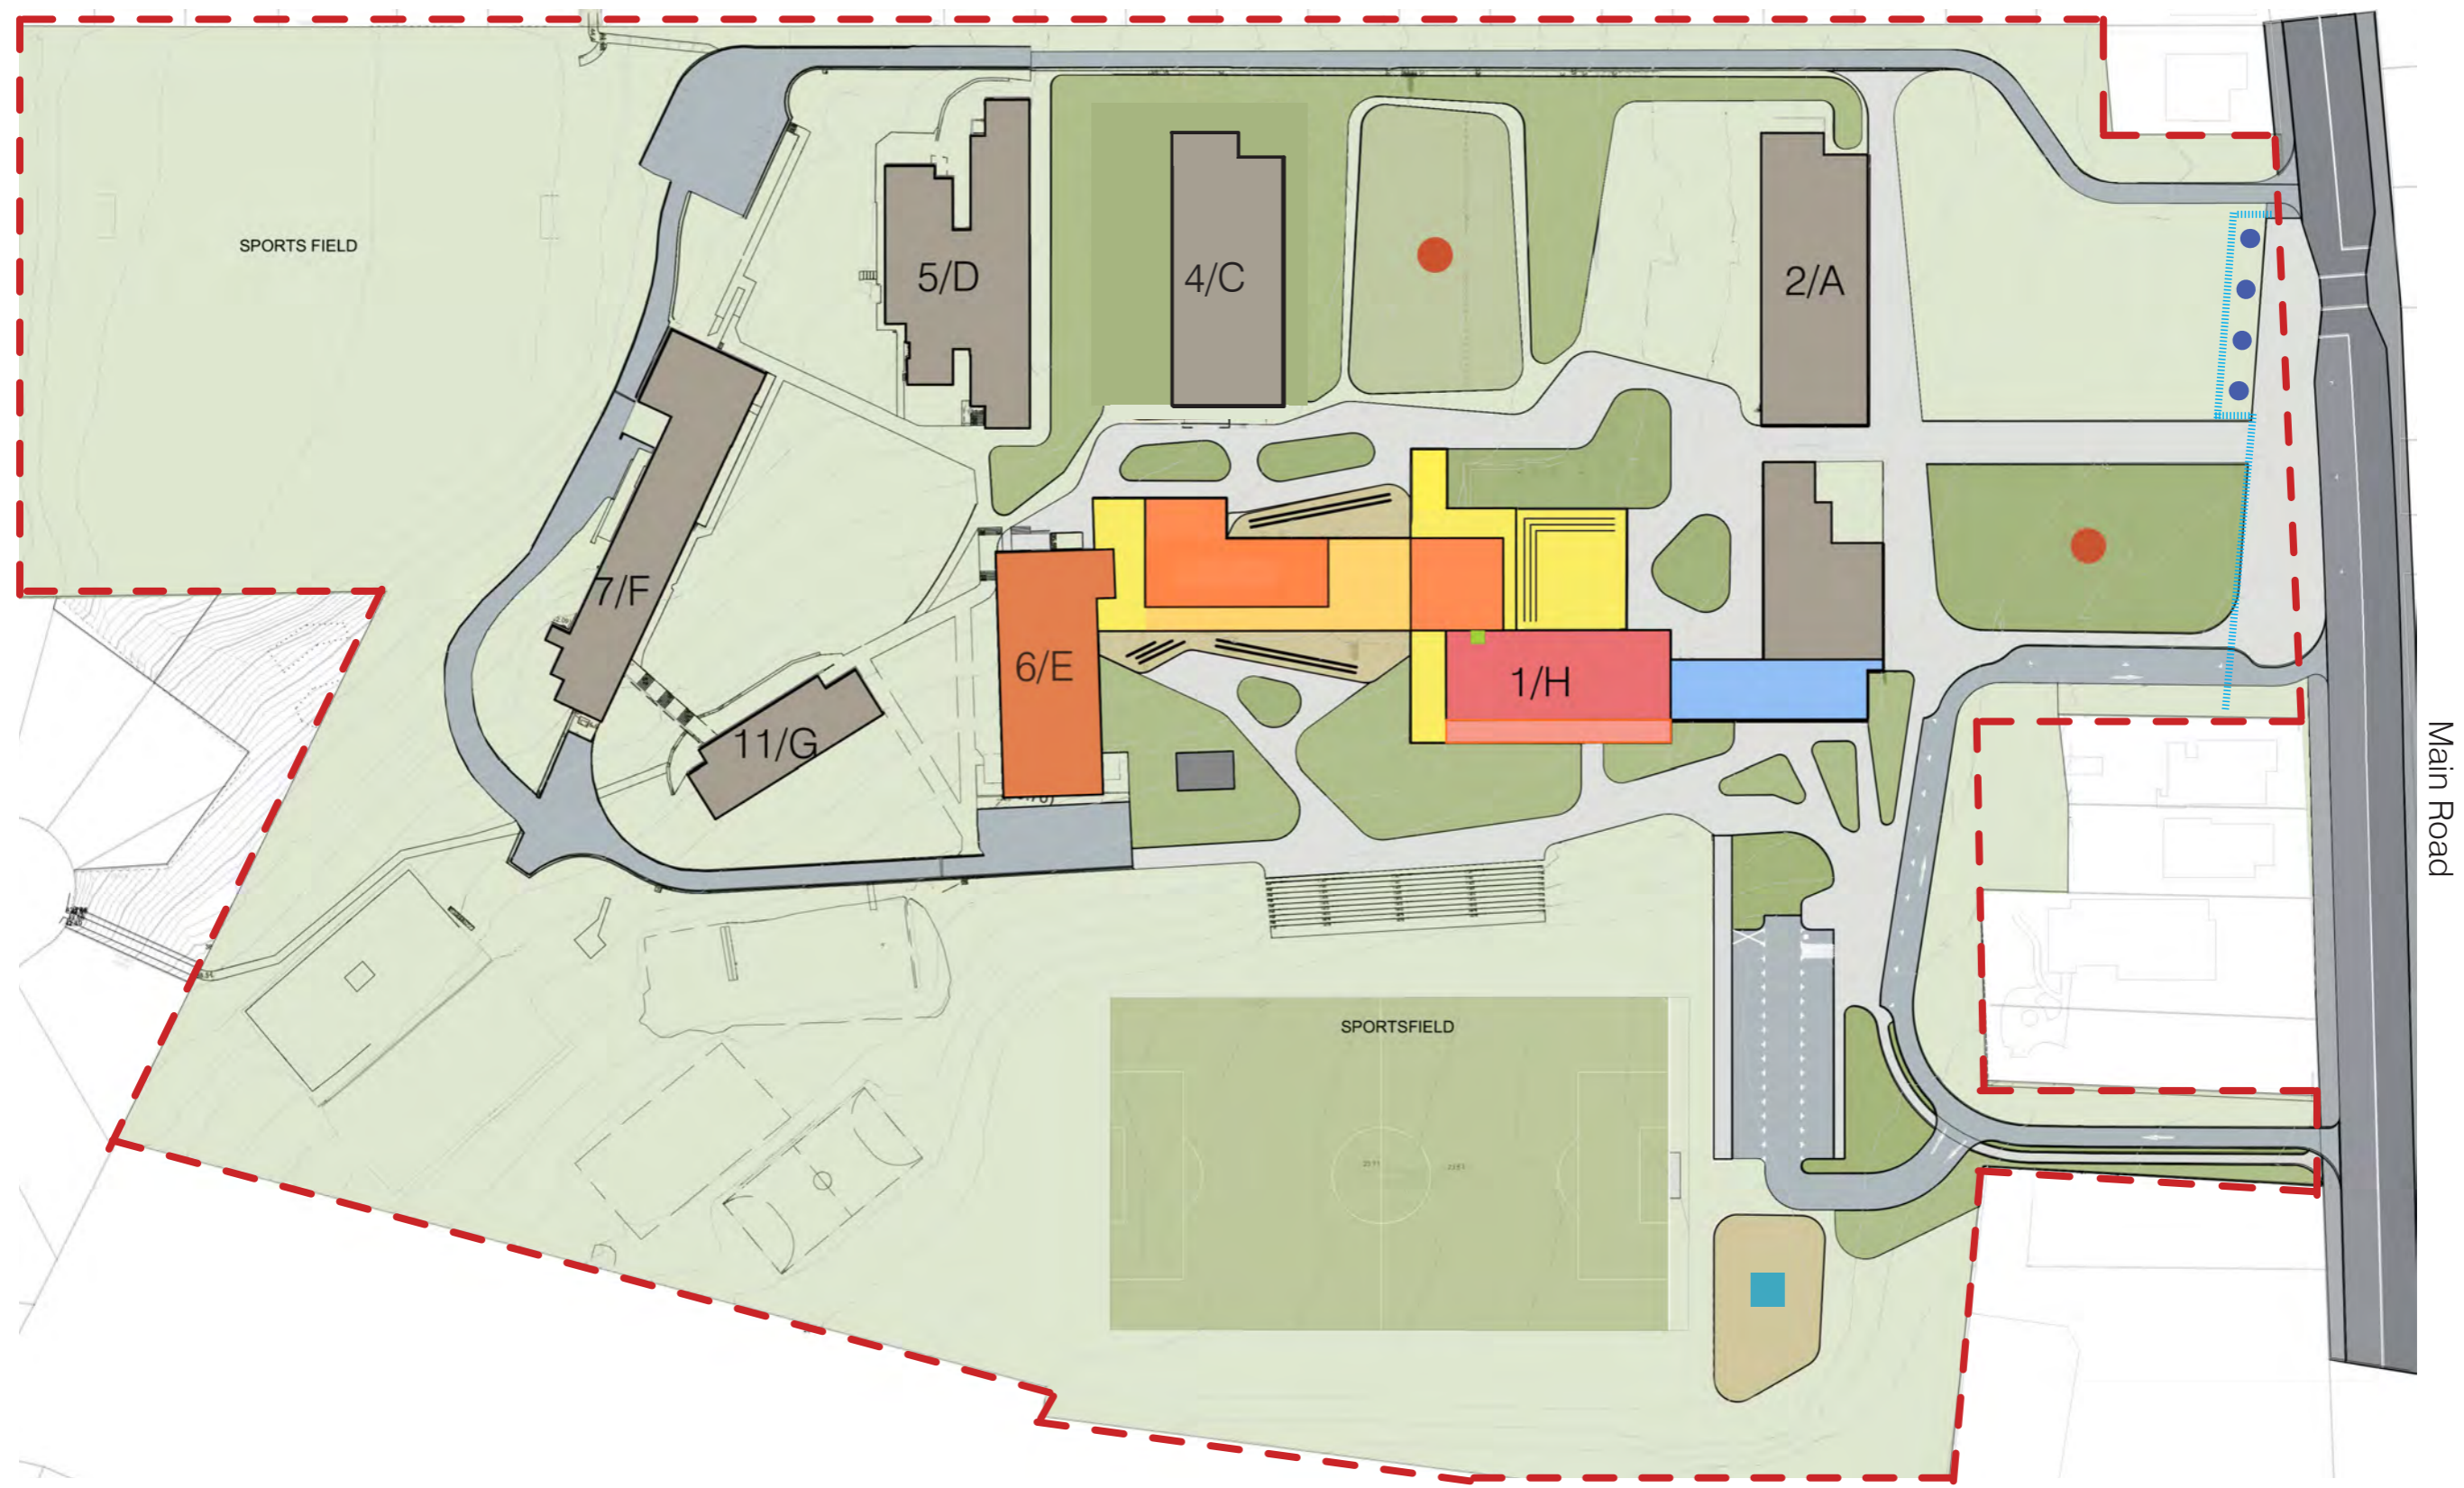 SPORTS FIELD
5/D
4/C
2/A
7/F
6/E
1/H
11/G
Main Road
SPORTSFIELD